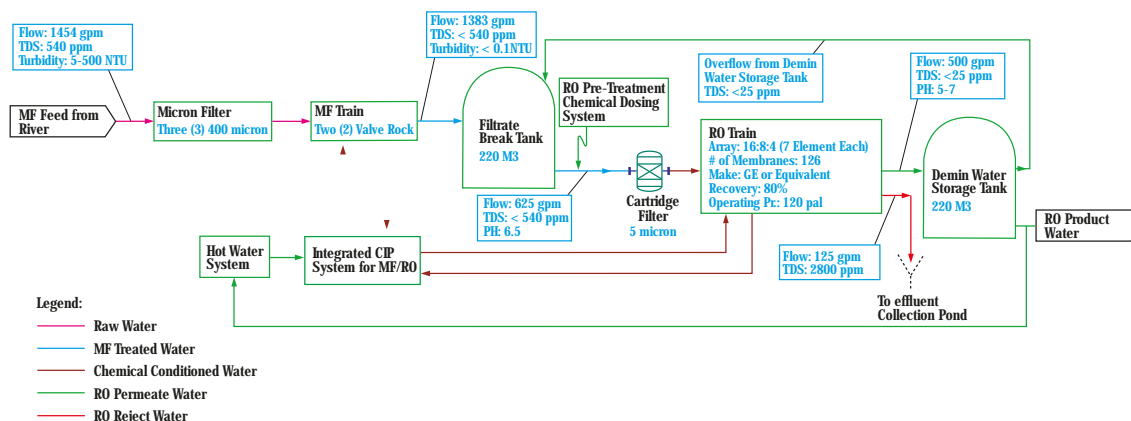 Flow: 1454 gpm
TDS: 540 ppm
Turbidity: 5-500 NTU
Flow: 1383 gpm
TDS: < 540 ppm
Turbidity: < 0.1NTU
Overflow from Demin
Water Storage Tank
TDS: <25 ppm
Flow: 500 gpm
TDS: <25 ppm
PH: 5-7
RO Pre-Treatment
Chemical Dosing
System
MF Feed from
River
Micron Filter
Three (3) 400 micron
MF Train
Two (2) Valve Rock
Filtrate
Break Tank
220 M3
RO Train
Array: 16:8:4 (7 Element Each)
# of Membranes: 126
Make: GE or Equivalent
Recovery: 80%
Operating Pr.: 120 pal
Demin Water
Storage Tank
220 M3
Cartridge
Filter
5 micron
Flow: 625 gpm
TDS: < 540 ppm
PH: 6.5
RO Product
Water
Hot Water
System
Integrated CIP
System for MF/RO
Flow: 125 gpm
TDS: 2800 ppm
To effluent
Collection Pond
Legend:
Raw Water
MF Treated Water
Chemical Conditioned Water
RO Permeate Water
RO Reject Water